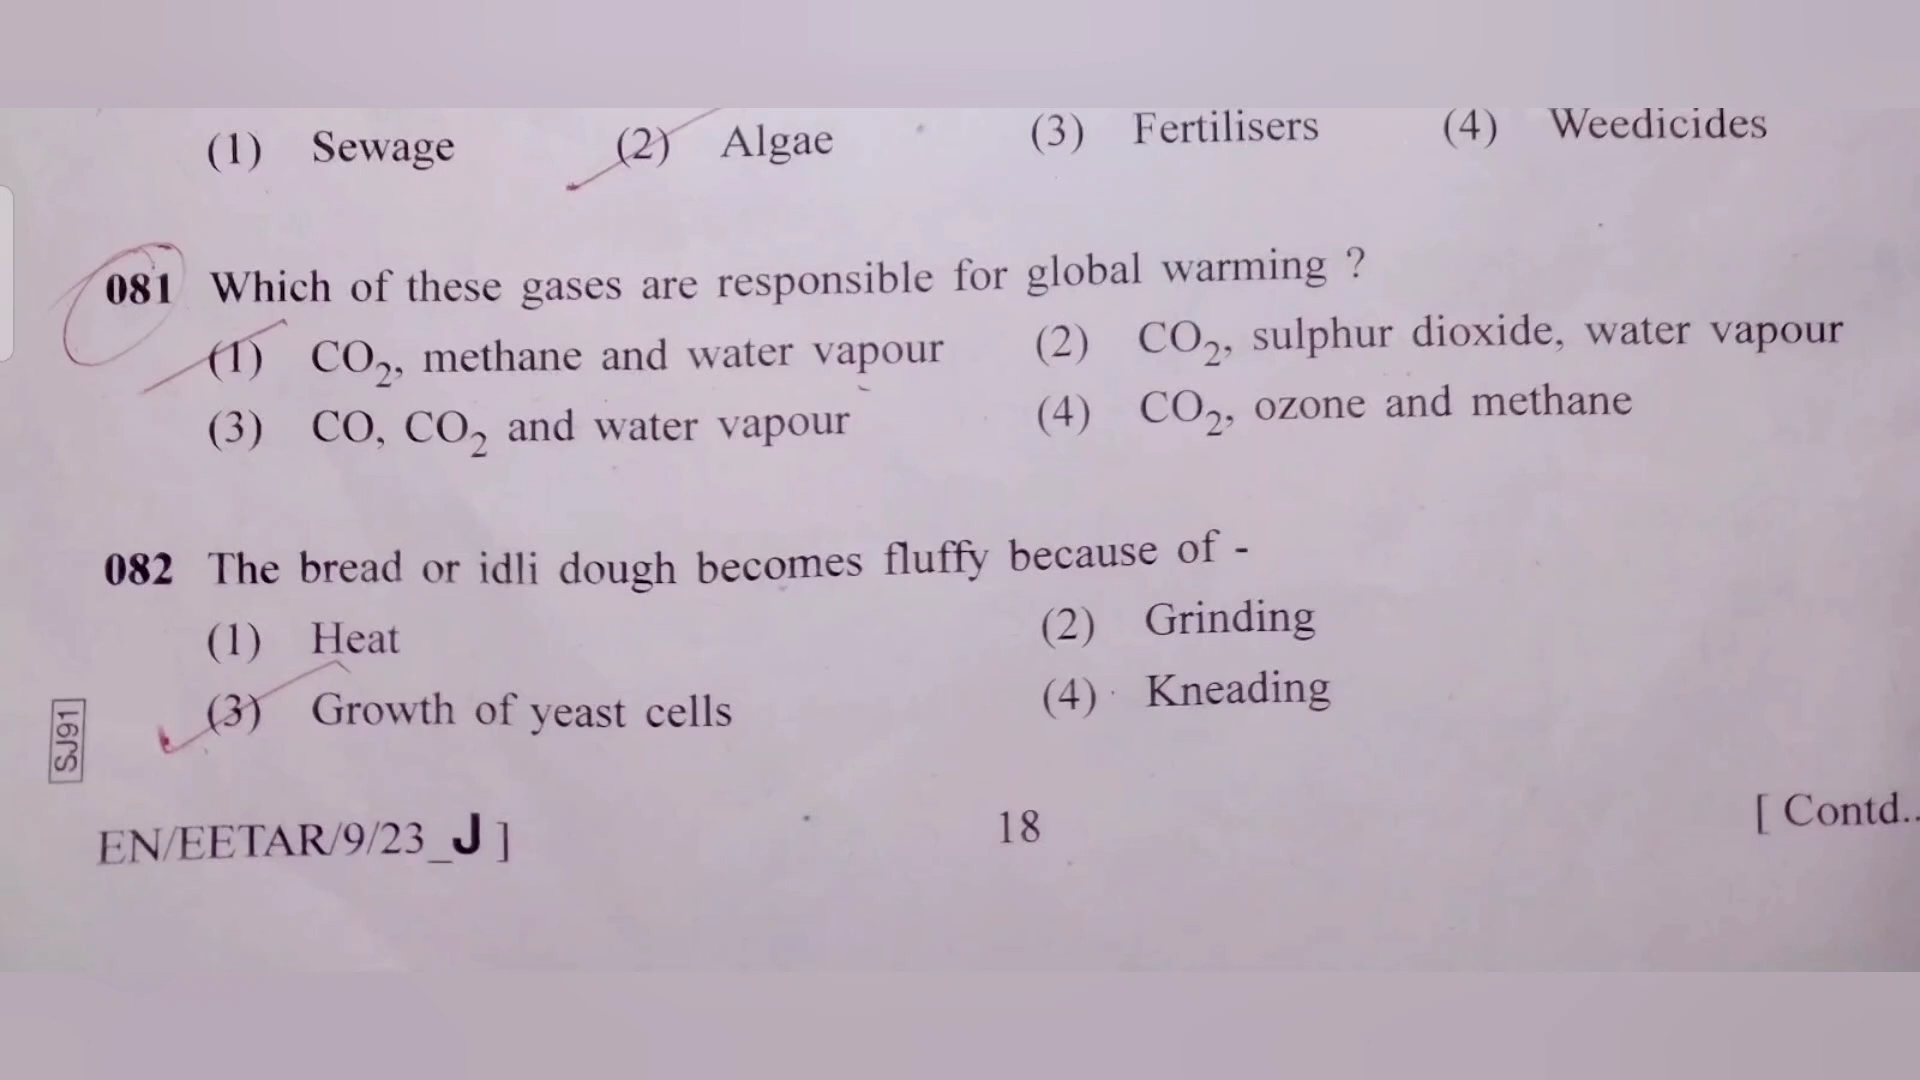 (1) Sewage (2) Algae (3) Fertilisers (4) Weedicides
081 Which of these gases are responsible for global warming ?
(1) CO₂, methane and water vapour (2) CO₂, sulphur dioxide, water vapour
(3) CO, CO₂ and water vapour (4) CO₂, ozone and methane
082 The bread or idli dough becomes fluffy because of -
(1) Heat (2) Grinding
(3) Growth of yeast cells (4) Kneading
SJ91
EN/EETAR/9/23_J ] 18 [ Contd..